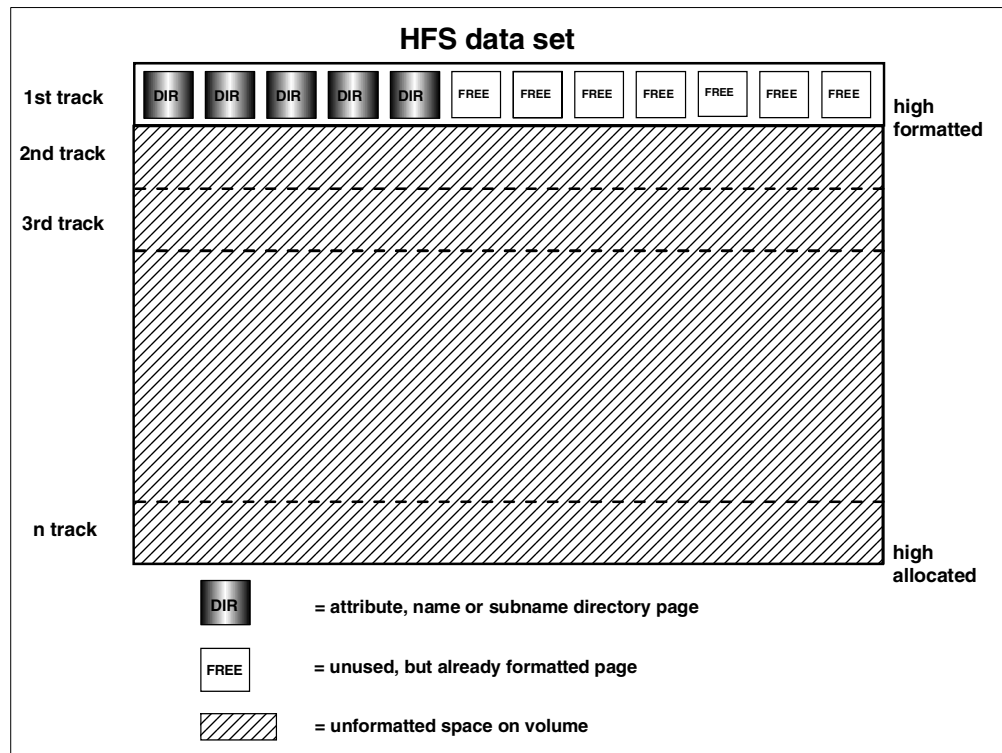 HFS data set
1st track
DIR DIR DIR DIR DIR FREE FREE FREE FREE FREE FREE FREE
high
formatted
2nd track
3rd track
n track
high
allocated
DIR = attribute, name or subname directory page
FREE = unused, but already formatted page
= unformatted space on volume